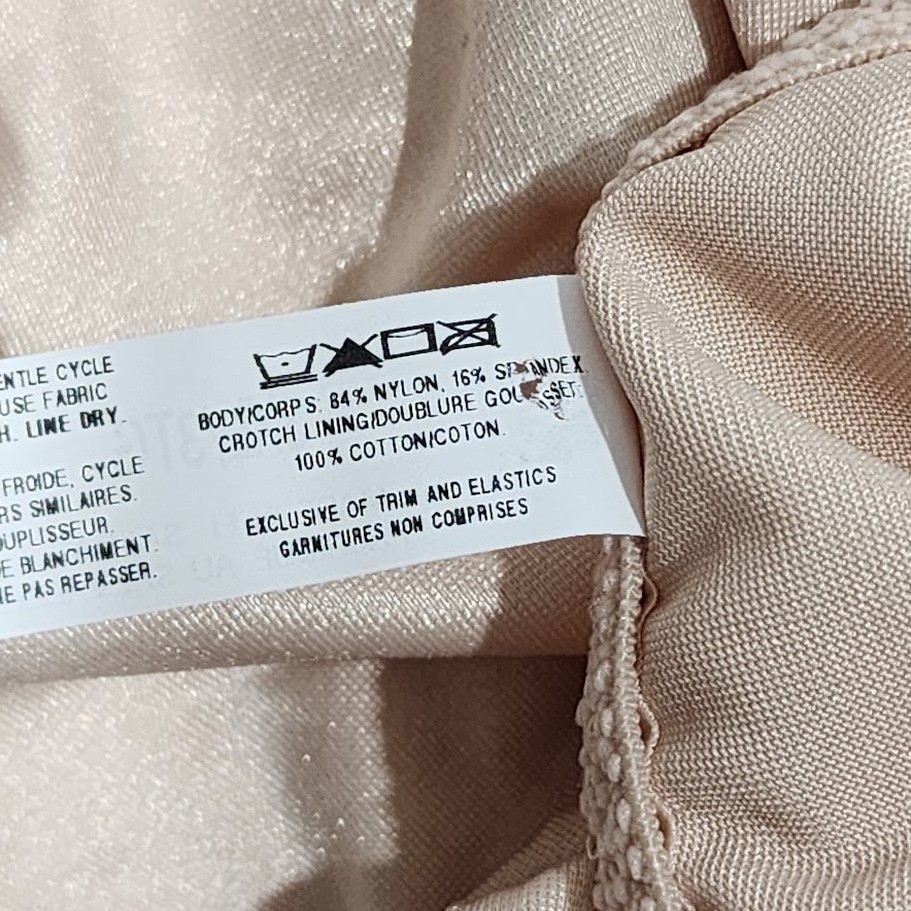 ENTLE CYCLE
USE FABRIC
H. LINE DRY.
FROIDE, CYCLE
RS SIMILAIRES.
OUPLISSEUR.
E BLANCHIMENT.
NE PAS REPASSER.
BODY/CORPS: 84% NYLON, 16% SPANDEX.
CROTCH LINING/DOUBLURE
100% COTTON/COTON.
EXCLUSIVE OF TRIM AND ELASTICS
GARNITURES NON COMPRISES